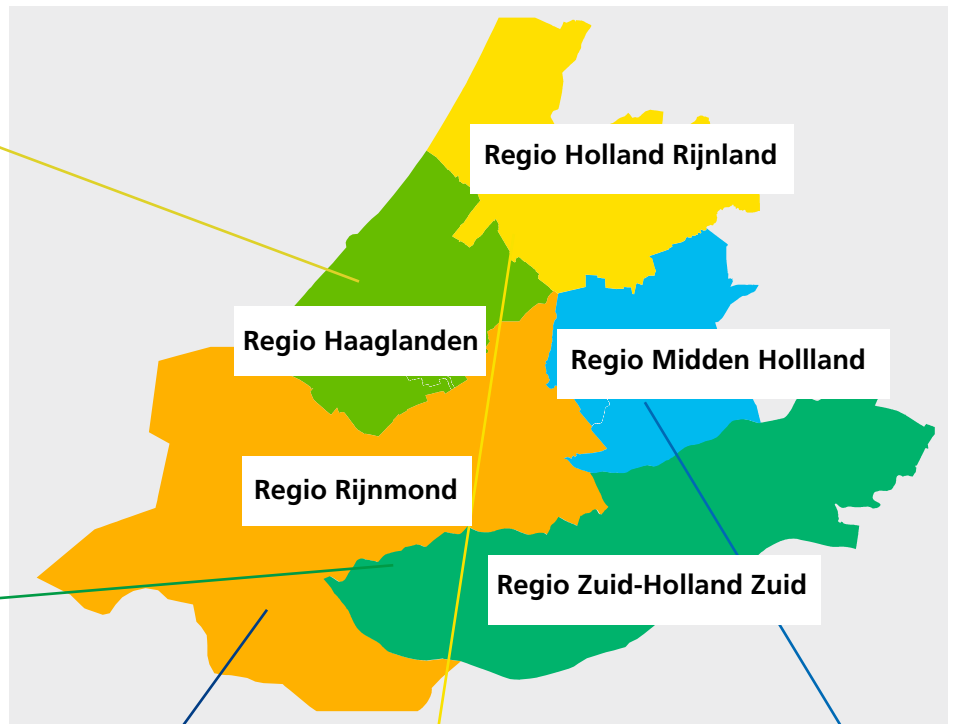 Regio Holland Rijnland
Regio Haaglanden
Regio Midden Hollland
Regio Rijnmond
Regio Zuid-Holland Zuid